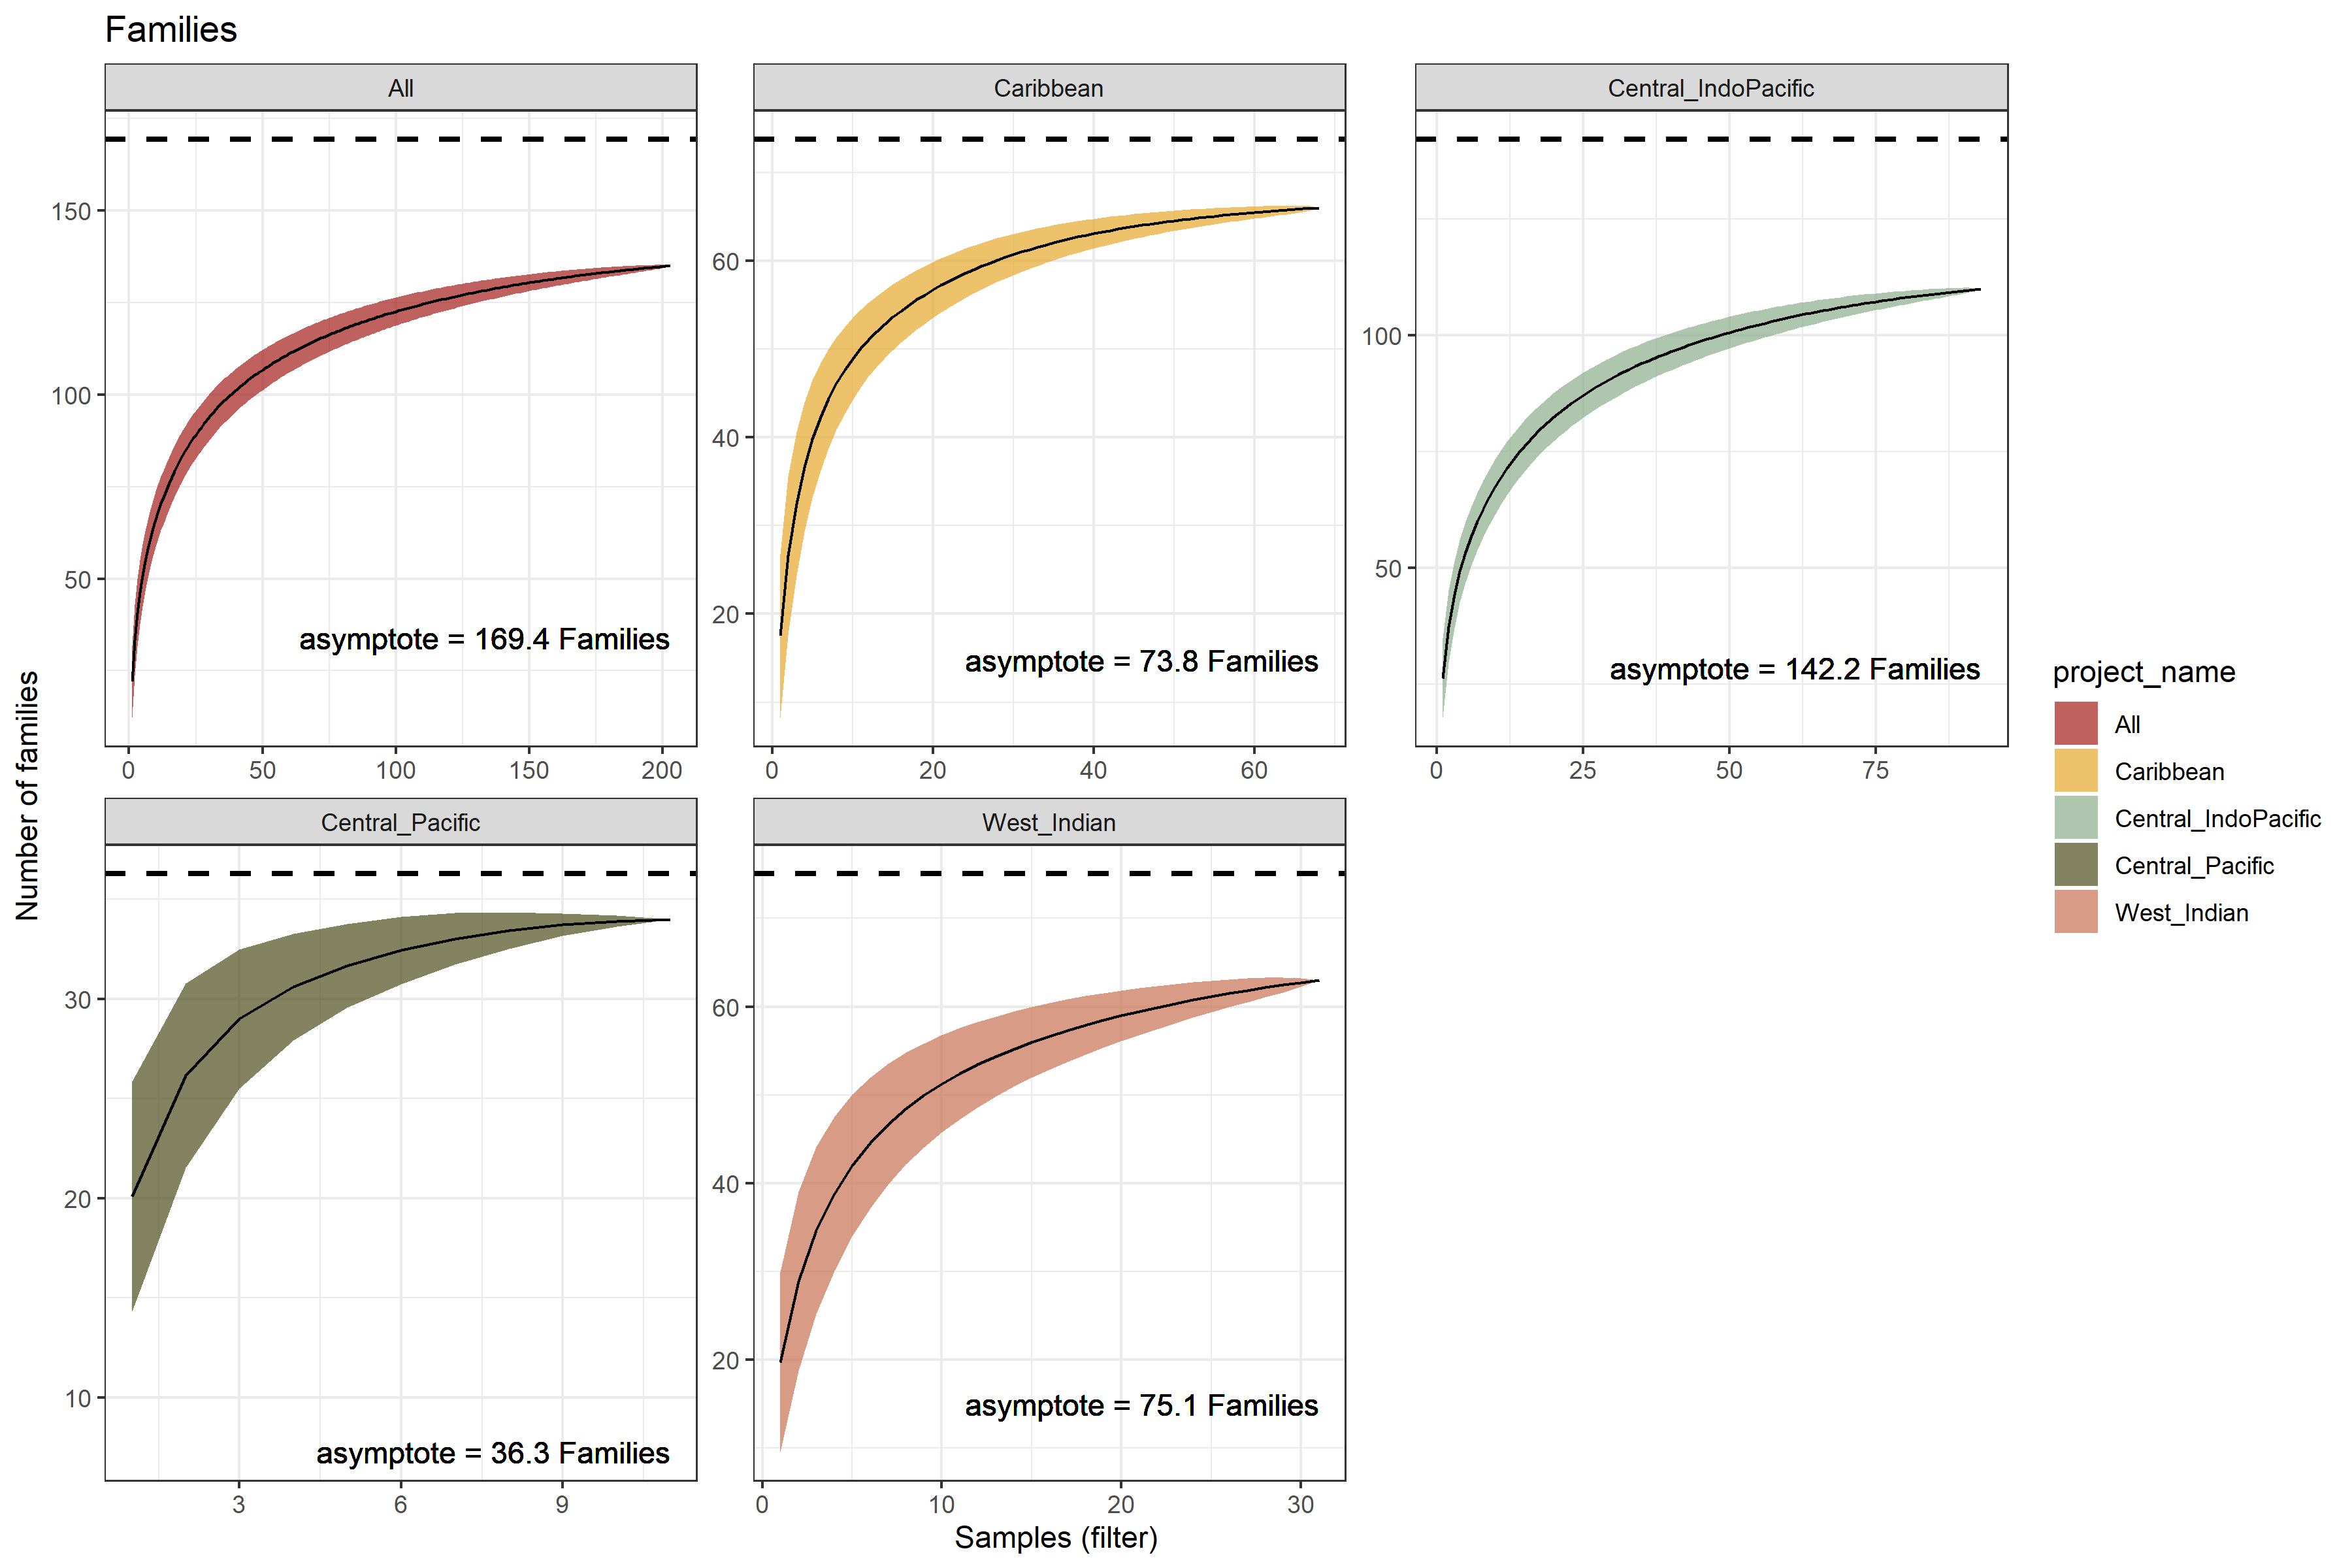 Families
All
Caribbean
Central_IndoPacific
150
100
50
asymptote = 169.4 Families
0 50 100 150 200
60
40
20
asymptote = 73.8 Families
0 20 40 60
100
50
asymptote = 142.2 Families
0 25 50 75
Central_Pacific
West_Indian
30
20
10
asymptote = 36.3 Families
3 6 9
60
40
20
asymptote = 75.1 Families
0 10 20 30
Number of families
Samples (filter)
project_name
All
Caribbean
Central_IndoPacific
Central_Pacific
West_Indian